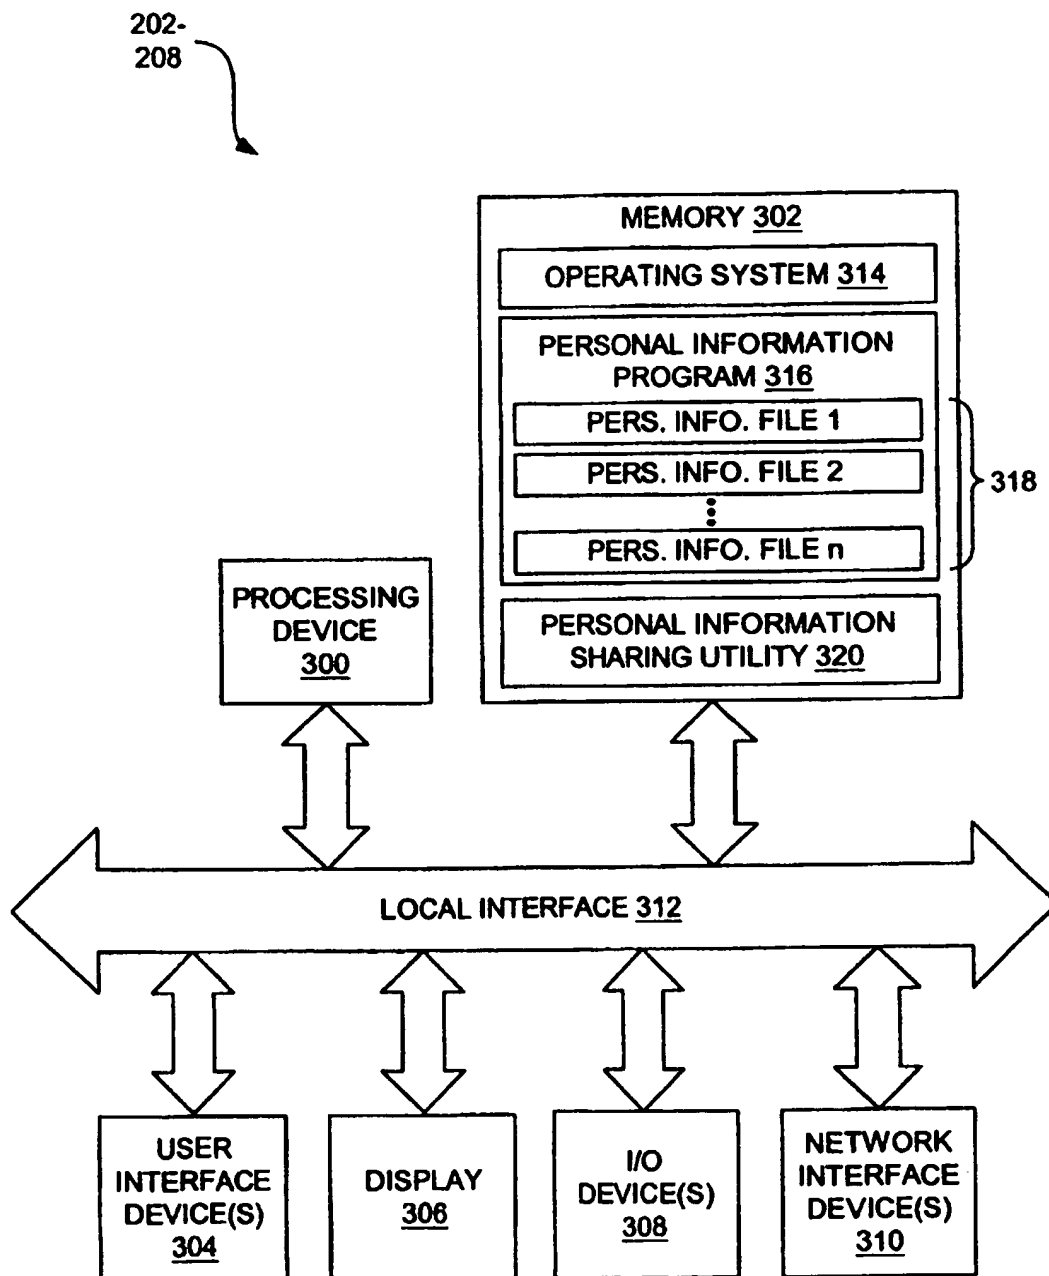 202-
208
MEMORY 302
OPERATING SYSTEM 314
PERSONAL INFORMATION
PROGRAM 316
PERS. INFO. FILE 1
PERS. INFO. FILE 2
PERS. INFO. FILE n
318
PERSONAL INFORMATION
SHARING UTILITY 320
PROCESSING
DEVICE
300
LOCAL INTERFACE 312
USER
INTERFACE
DEVICE(S)
304
DISPLAY
306
I/O
DEVICE(S)
308
NETWORK
INTERFACE
DEVICE(S)
310